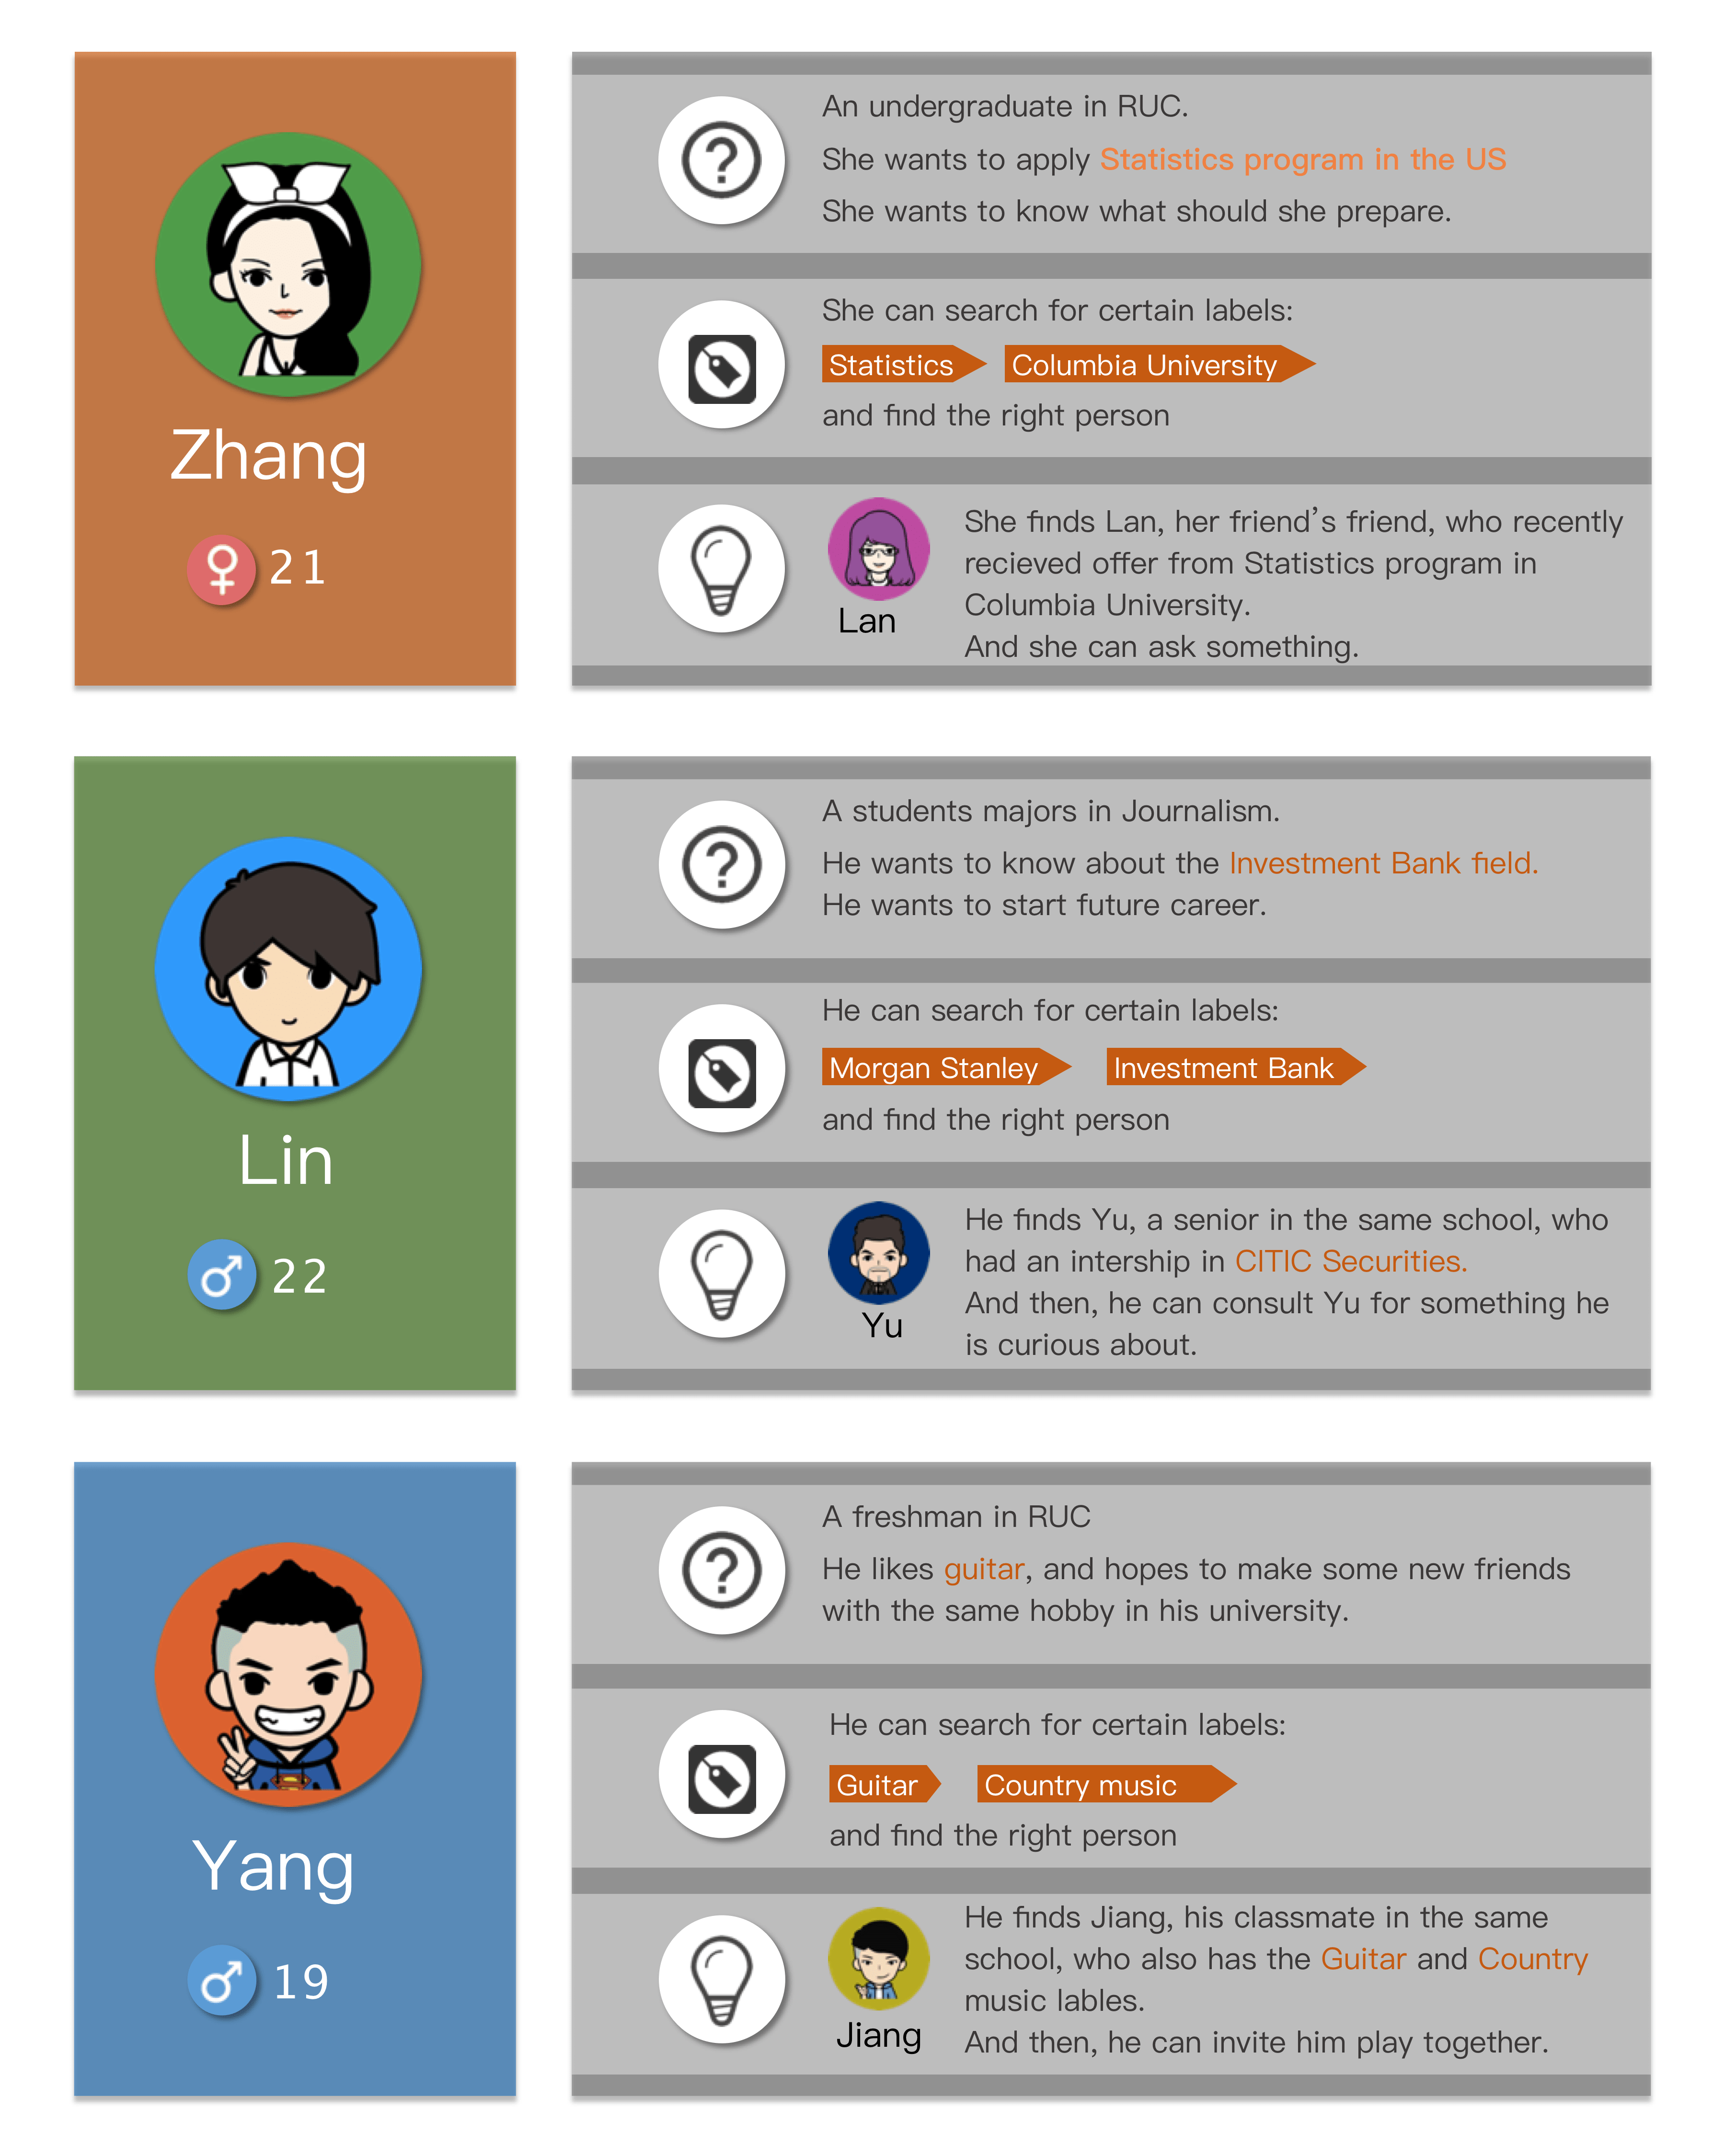 Zhang
21
An undergraduate in RUC.
She wants to apply Statistics program in the US
She wants to know what should she prepare.
She can search for certain labels:
Statistics Columbia University
and find the right person
Lan
She finds Lan, her friend's friend, who recently
recieved offer from Statistics program in
Columbia University.
And she can ask something.
Lin
22
A students majors in Journalism.
He wants to know about the Investment Bank field.
He wants to start future career.
He can search for certain labels:
Morgan Stanley Investment Bank
and find the right person
Yu
He finds Yu, a senior in the same school, who
had an intership in CITIC Securities.
And then, he can consult Yu for something he
is curious about.
Yang
19
A freshman in RUC
He likes guitar, and hopes to make some new friends
with the same hobby in his university.
He can search for certain labels:
Guitar Country music
and find the right person
Jiang
He finds Jiang, his classmate in the same
school, who also has the Guitar and Country
music lables.
And then, he can invite him play together.